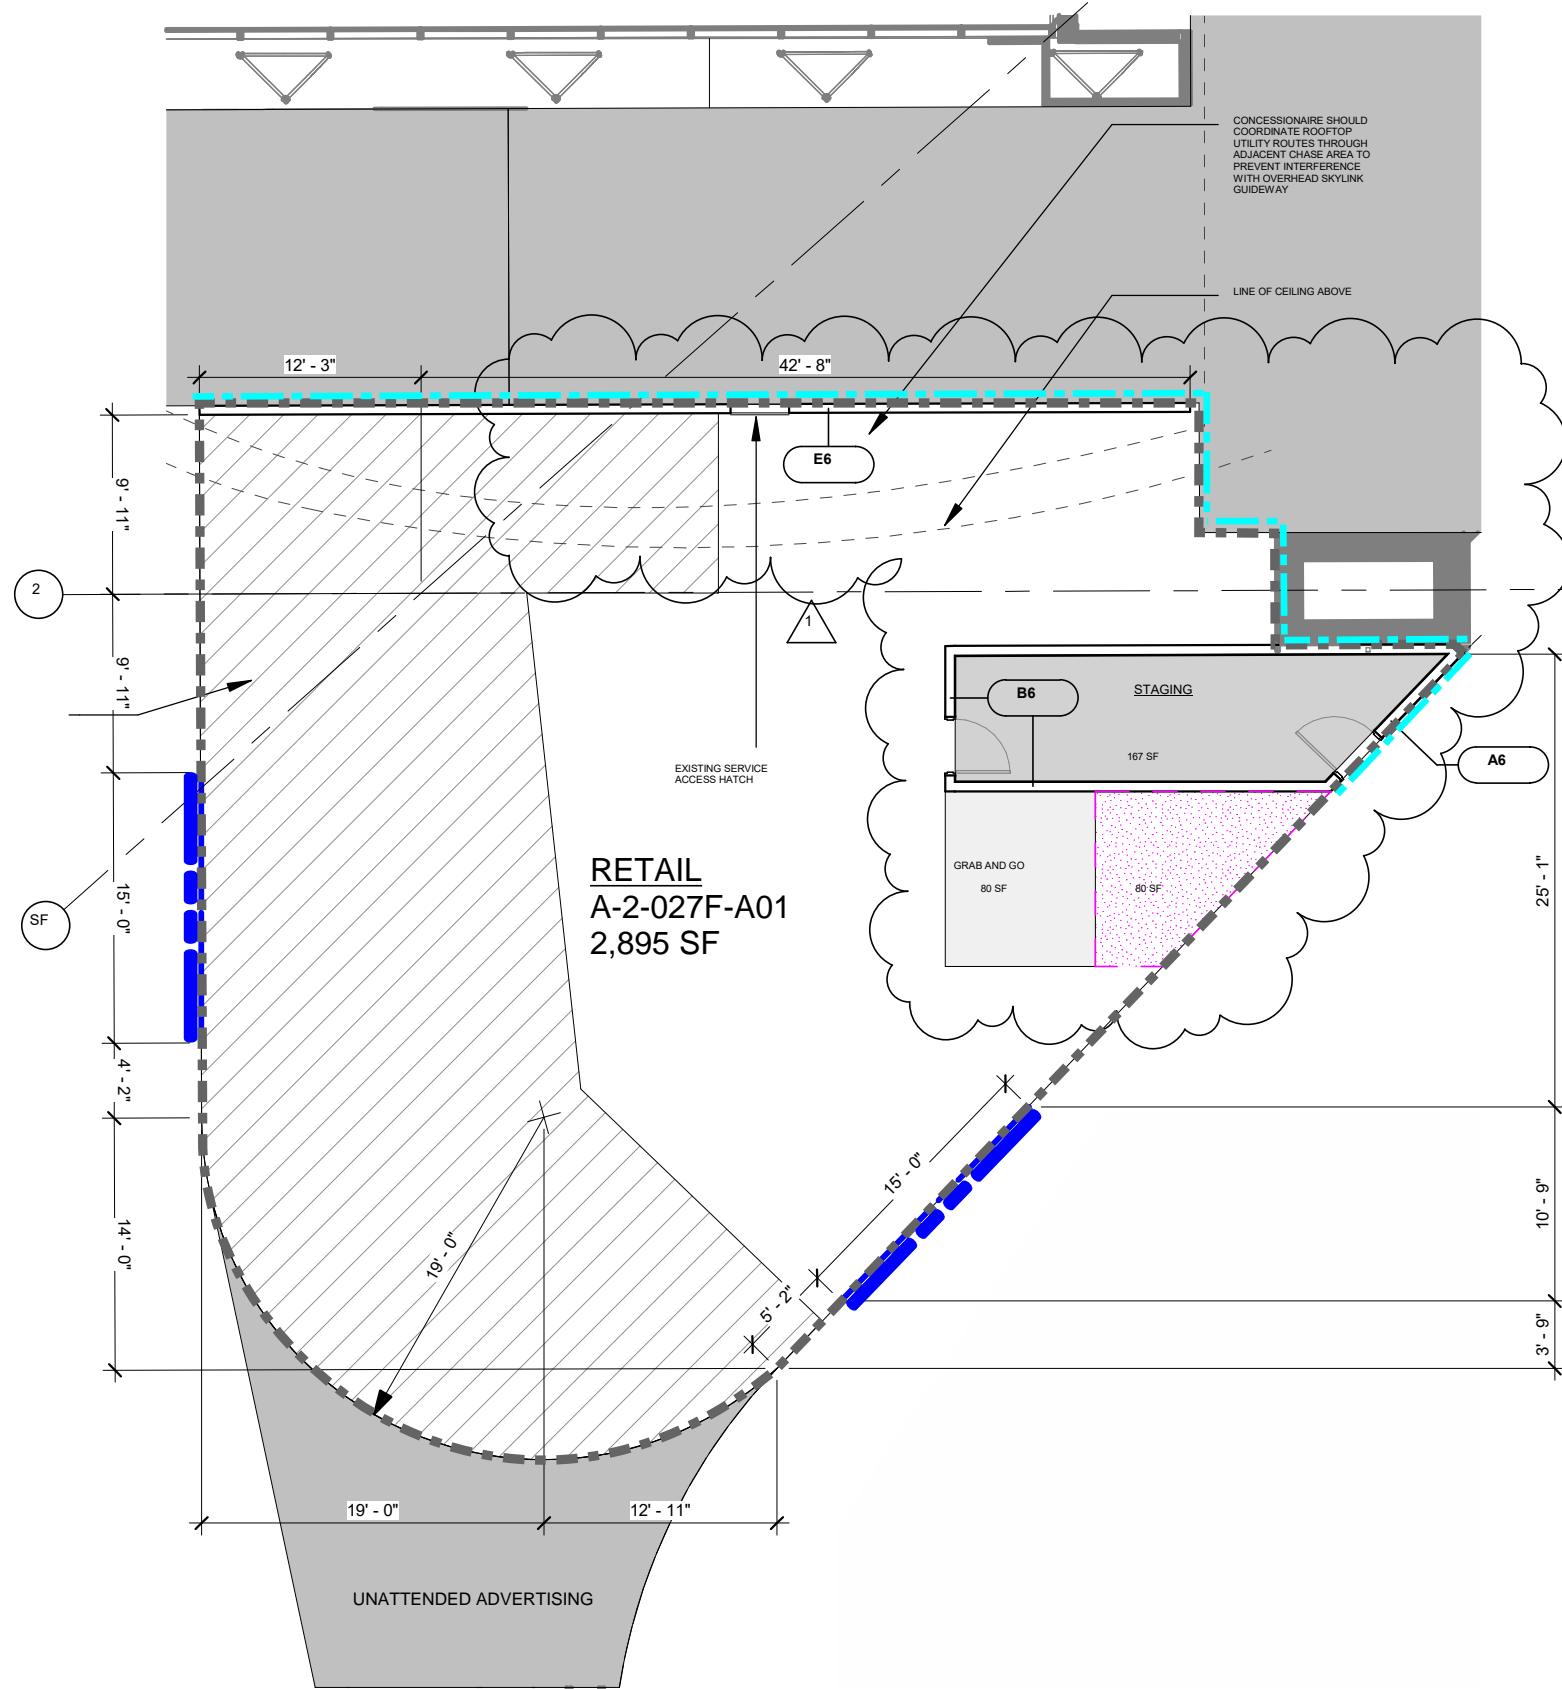 CONCESSIONAIRE SHOULD
COORDINATE ROOFTOP
UTILITY ROUTES THROUGH
ADJACENT CHASE AREA TO
PREVENT INTERFERENCE
WITH OVERHEAD SKYLINK
GUIDEWAY
LINE OF CEILING ABOVE
12' - 3"
42' - 8"
E6
9' - 11"
2
1
9' - 11"
B6
STAGING
167 SF
A6
EXISTING SERVICE
ACCESS HATCH
RETAIL
A-2-027F-A01
2,895 SF
GRAB AND GO
80 SF
80 SF
25' - 1"
SF
15' - 0"
4' - 2"
15' - 0"
10' - 9"
14' - 0"
19' - 0"
5' - 2"
3' - 9"
19' - 0"
12' - 11"
UNATTENDED ADVERTISING